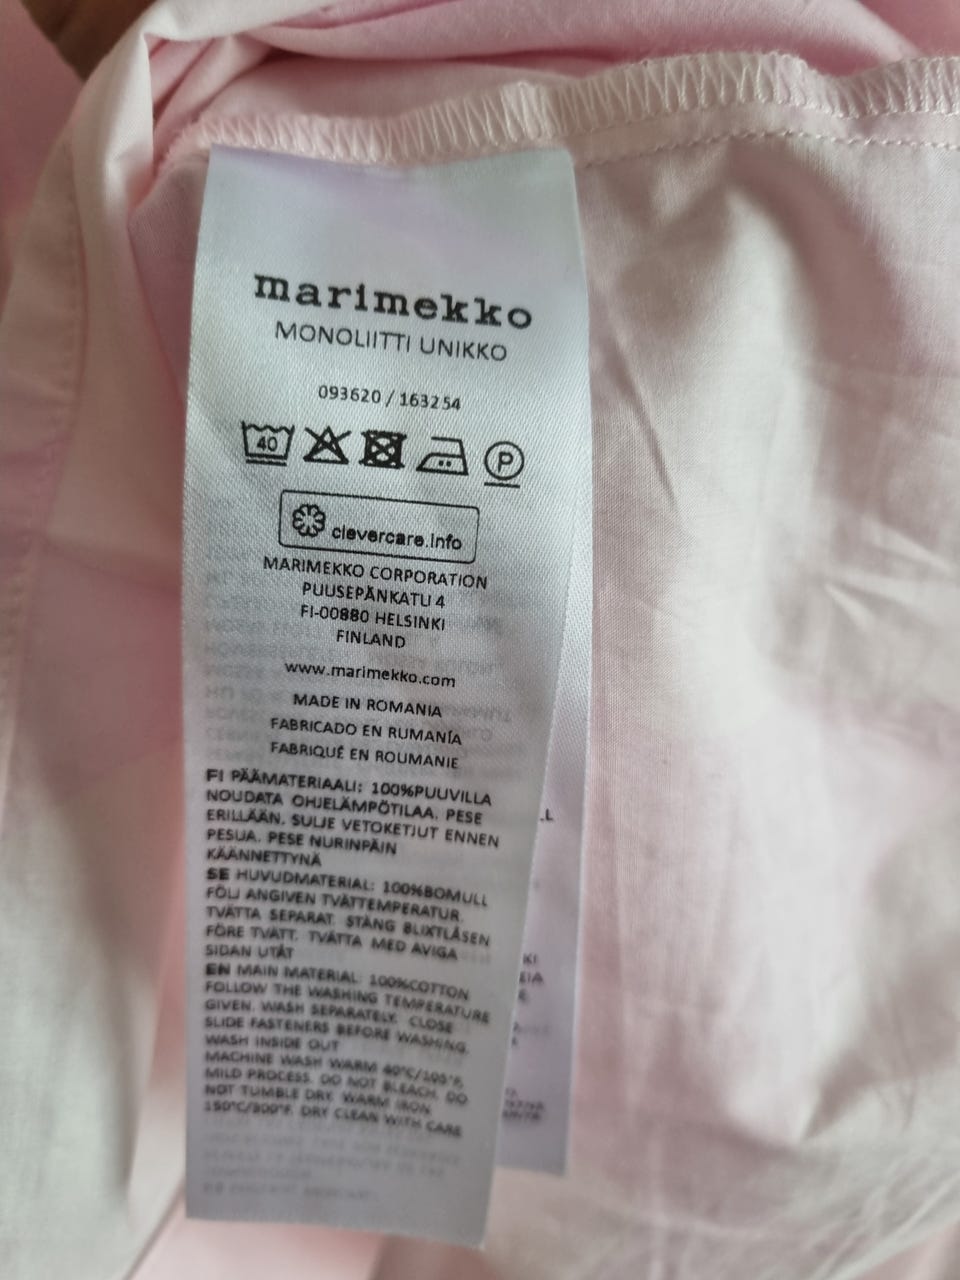 marimekko
MONOLIITTI UNIKKO
093620 / 163254
40
P
clevercare.info
MARIMEKKO CORPORATION
PUUSEPÄNKATU 4
FI-00880 HELSINKI
FINLAND
www.marimekko.com
MADE IN ROMANIA
FABRICADO EN RUMANÍA
FABRIQUÉ EN ROUMANIE
FI PÄÄMATERIAALI: 100%PUUVILLA
NOUDATA OHJELÄMPÖTILAA. PESE
ERILLÄÄN. SULJE VETOKETJUT ENNEN
PESUA. PESE NURINPÄIN
KÄÄNNETTYNÄ
SE HUVUDMATERIAL: 100%BOMULL
FÖLJ ANGIVEN TVÄTTEMPERATUR.
TVÄTTA SEPARAT. STÄNG BLIXTLÅSEN
FÖRE TVÄTT. TVÄTTA MED AVIGA
SIDAN UTÅT
EN MAIN MATERIAL: 100%COTTON
FOLLOW THE WASHING TEMPERATURE
GIVEN. WASH SEPARATELY. CLOSE
SLIDE FASTENERS BEFORE WASHING.
WASH INSIDE OUT
MACHINE WASH WARM 40°C/105°F,
MILD PROCESS. DO NOT BLEACH. DO
NOT TUMBLE DRY. WARM IRON
150°C/300°F. DRY CLEAN WITH CARE